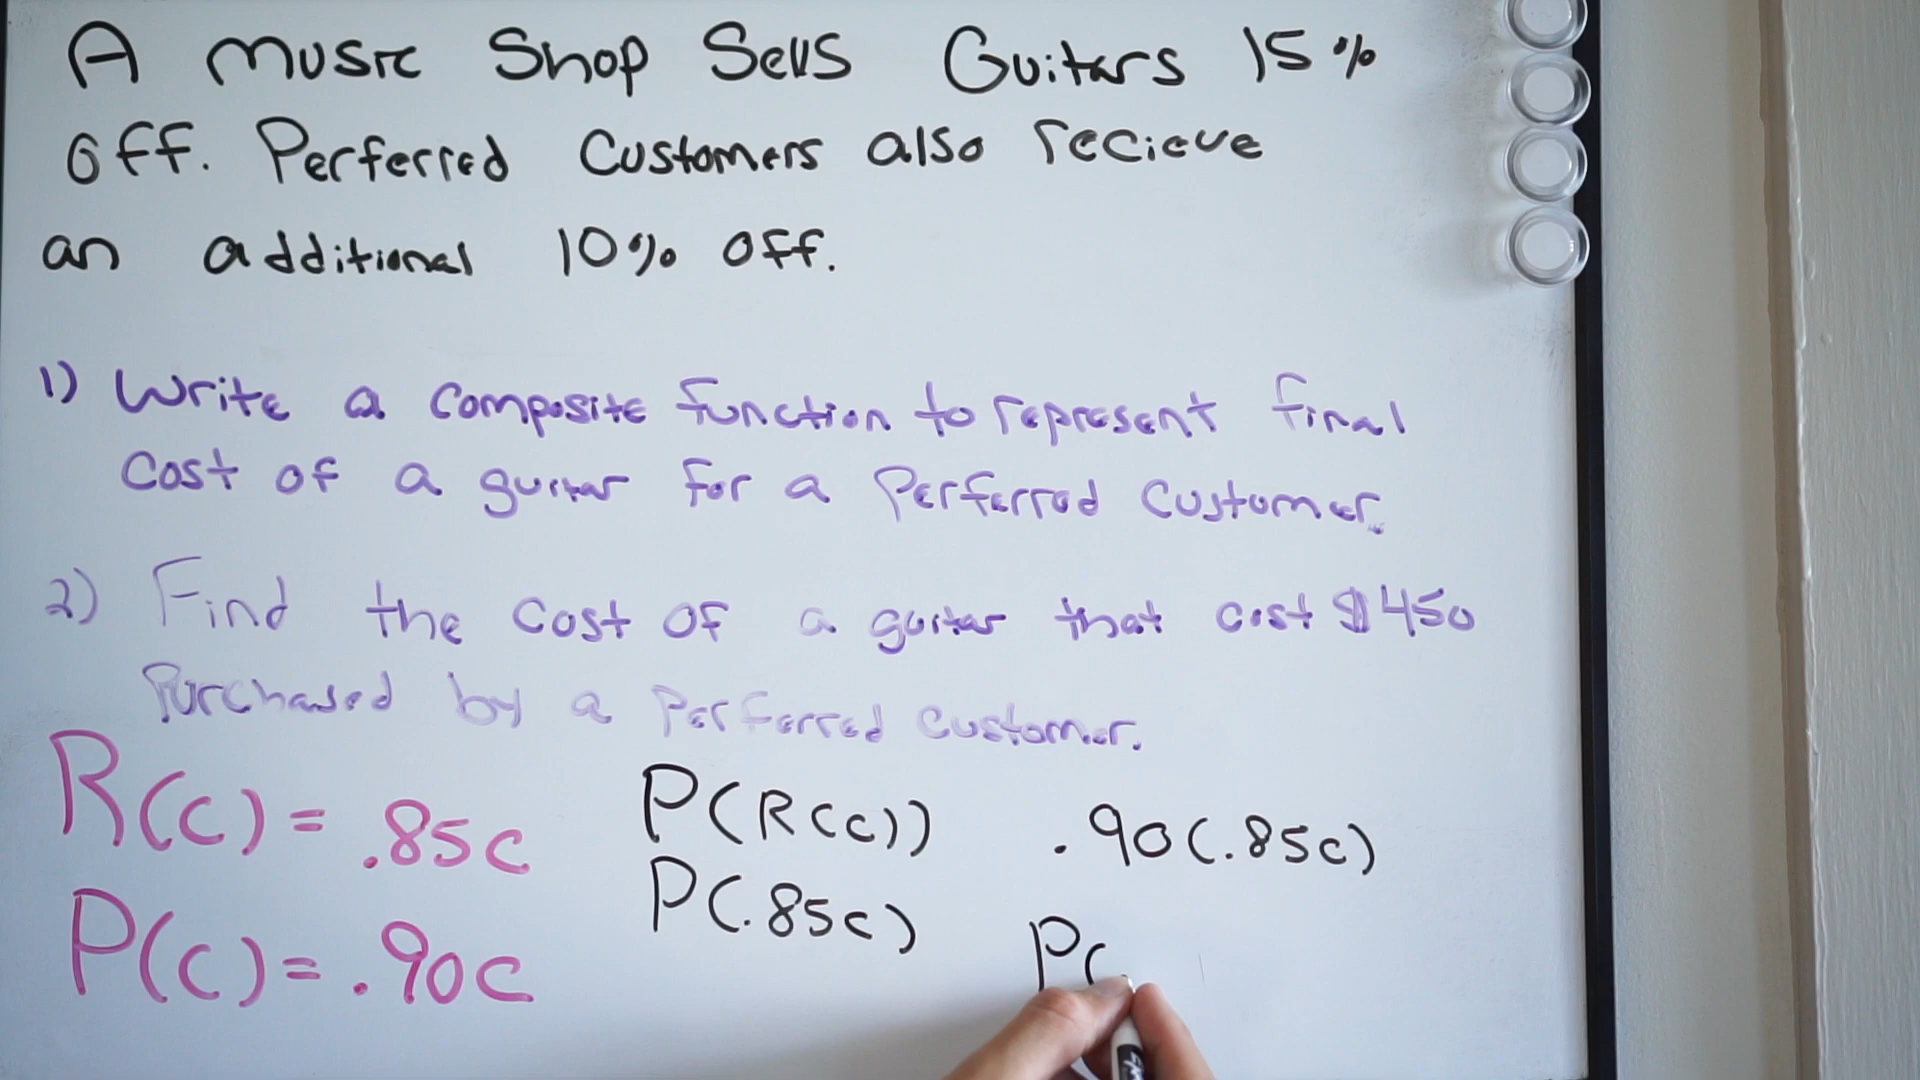 A Music Shop Sells Guitars 15%
off. Perferred Customers also recieve
an additional 10% off.
1) Write a composite function to represent final
cost of a guitar for a Perferred Customer.
2) Find the cost of a guitar that cost $450
Purchased by a Perferred customer.
R(c) = .85c
P(c) = .90c
P(R(c))
P(.85c)
.90(.85c)
P(